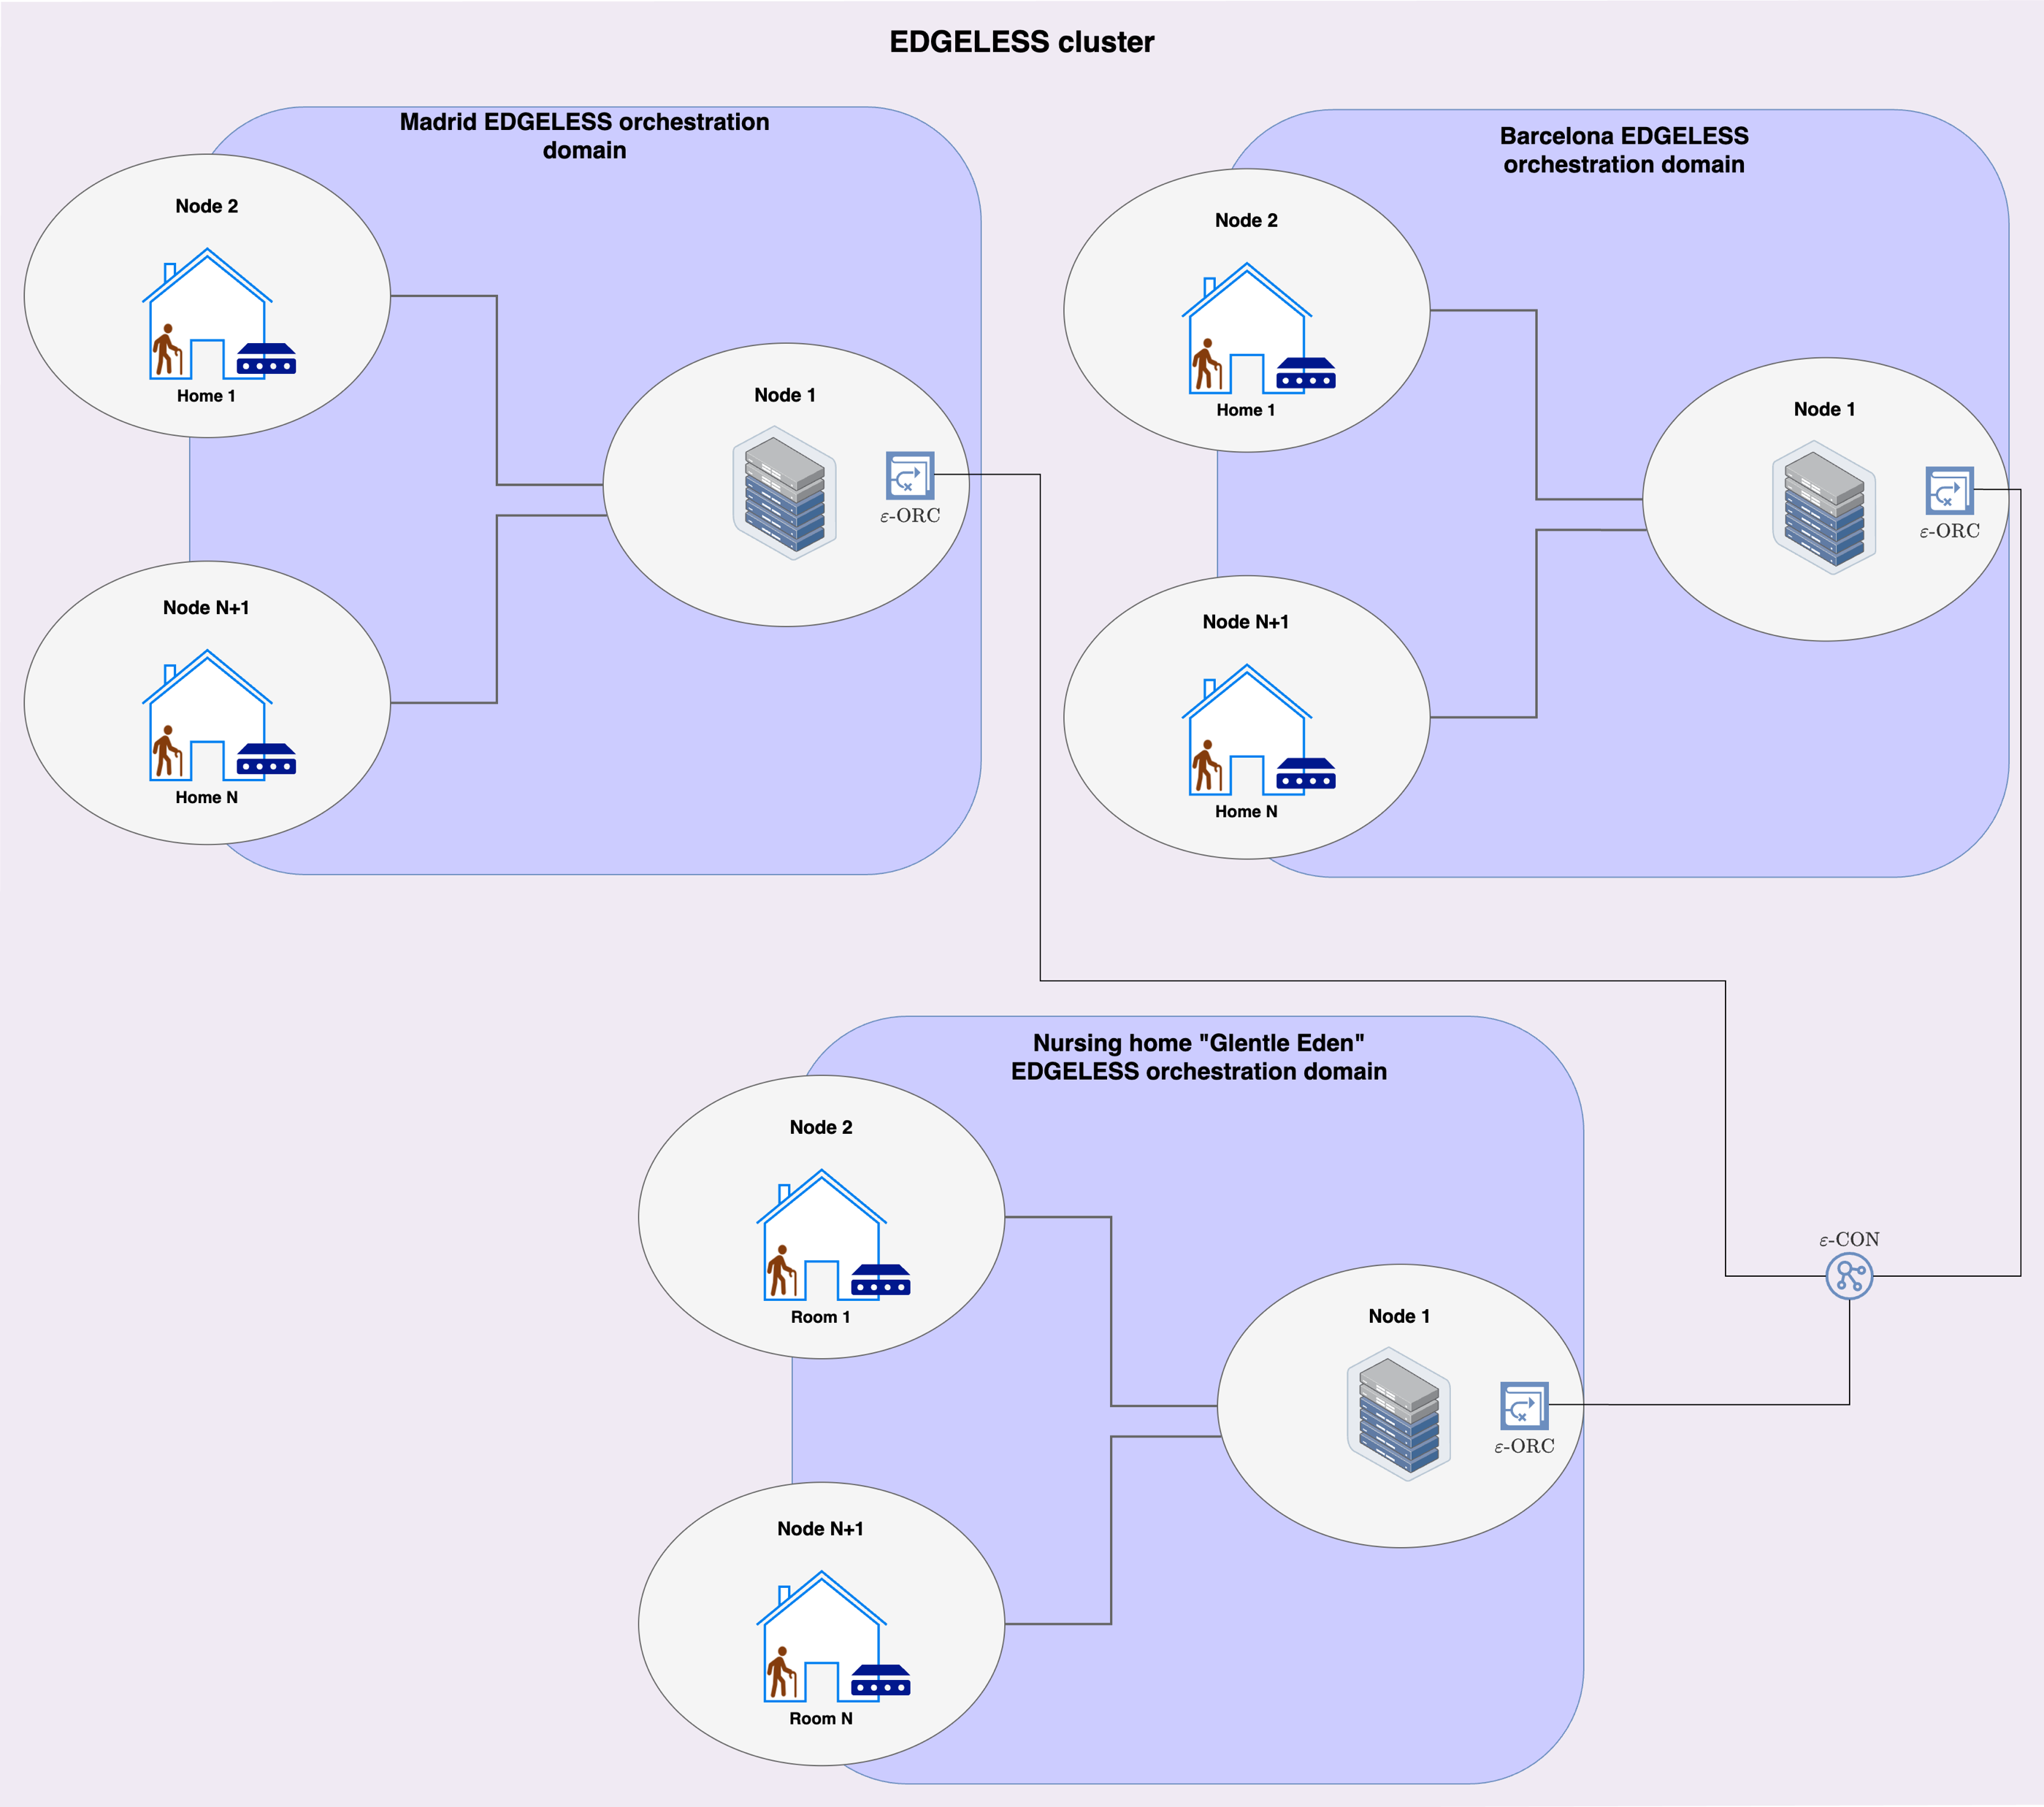 EDGELESS cluster
Madrid EDGELESS orchestration
domain
Node 2
Home 1
Node 1
ε-ORC
Node N+1
Home N
Barcelona EDGELESS
orchestration domain
Node 2
Home 1
Node 1
ε-ORC
Node N+1
Home N
Nursing home "Glentle Eden"
EDGELESS orchestration domain
Node 2
Room 1
Node 1
ε-ORC
Node N+1
Room N
ε-CON